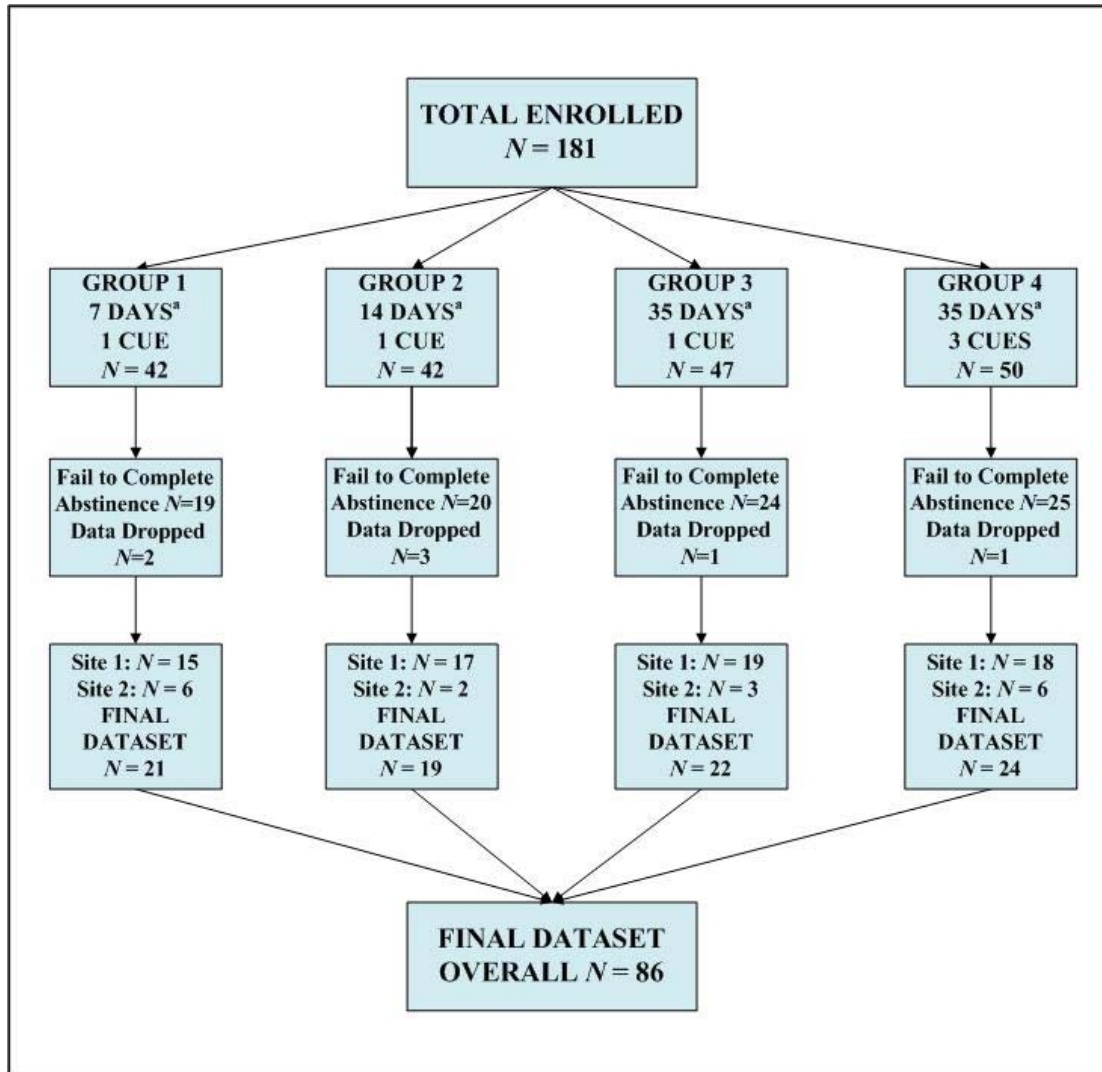 TOTAL ENROLLED
N = 181
GROUP 1
7 DAYSᵃ
1 CUE
N = 42
GROUP 2
14 DAYSᵃ
1 CUE
N = 42
GROUP 3
35 DAYSᵃ
1 CUE
N = 47
GROUP 4
35 DAYSᵃ
3 CUES
N = 50
Fail to Complete
Abstinence N=19
Data Dropped
N=2
Fail to Complete
Abstinence N=20
Data Dropped
N=3
Fail to Complete
Abstinence N=24
Data Dropped
N=1
Fail to Complete
Abstinence N=25
Data Dropped
N=1
Site 1: N = 15
Site 2: N = 6
FINAL
DATASET
N = 21
Site 1: N = 17
Site 2: N = 2
FINAL
DATASET
N = 19
Site 1: N = 19
Site 2: N = 3
FINAL
DATASET
N = 22
Site 1: N = 18
Site 2: N = 6
FINAL
DATASET
N = 24
FINAL DATASET
OVERALL N = 86